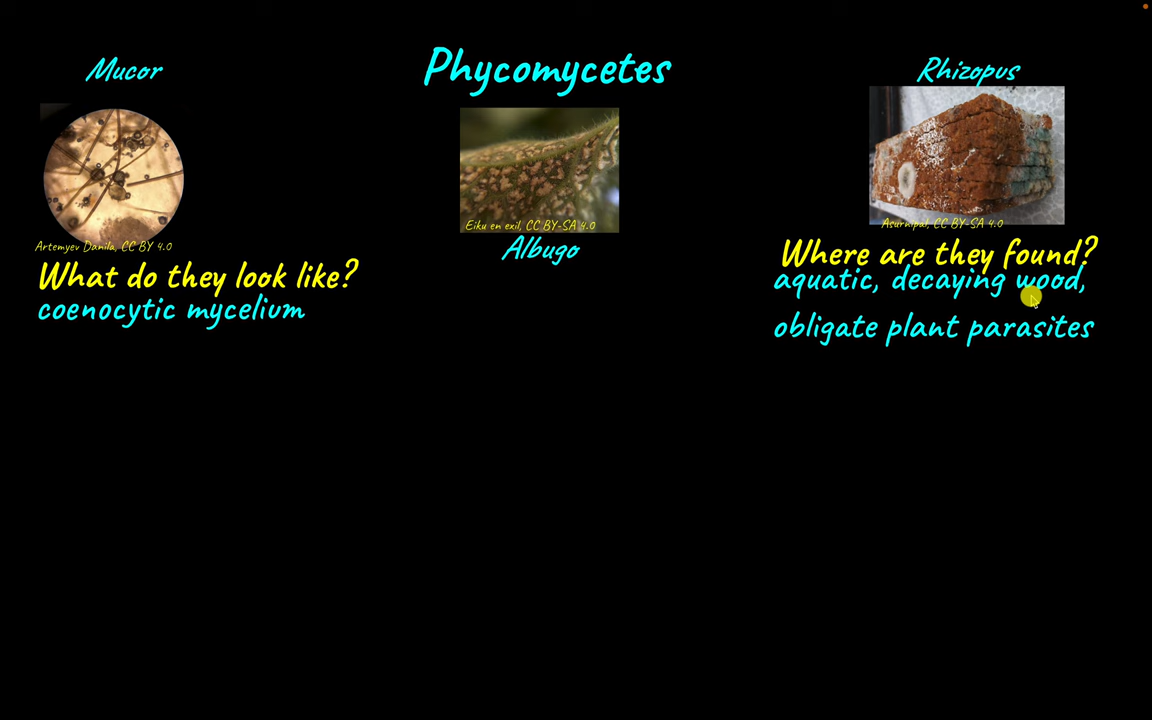 Mucor
Phycomycetes
Rhizopus
Artemyev Danila, CC BY 4.0
Eiku en exil, CC BY-SA 4.0
Asurnipal, CC BY-SA 4.0
Albugo
What do they look like?
coenocytic mycelium
Where are they found?
aquatic, decaying wood,
obligate plant parasites